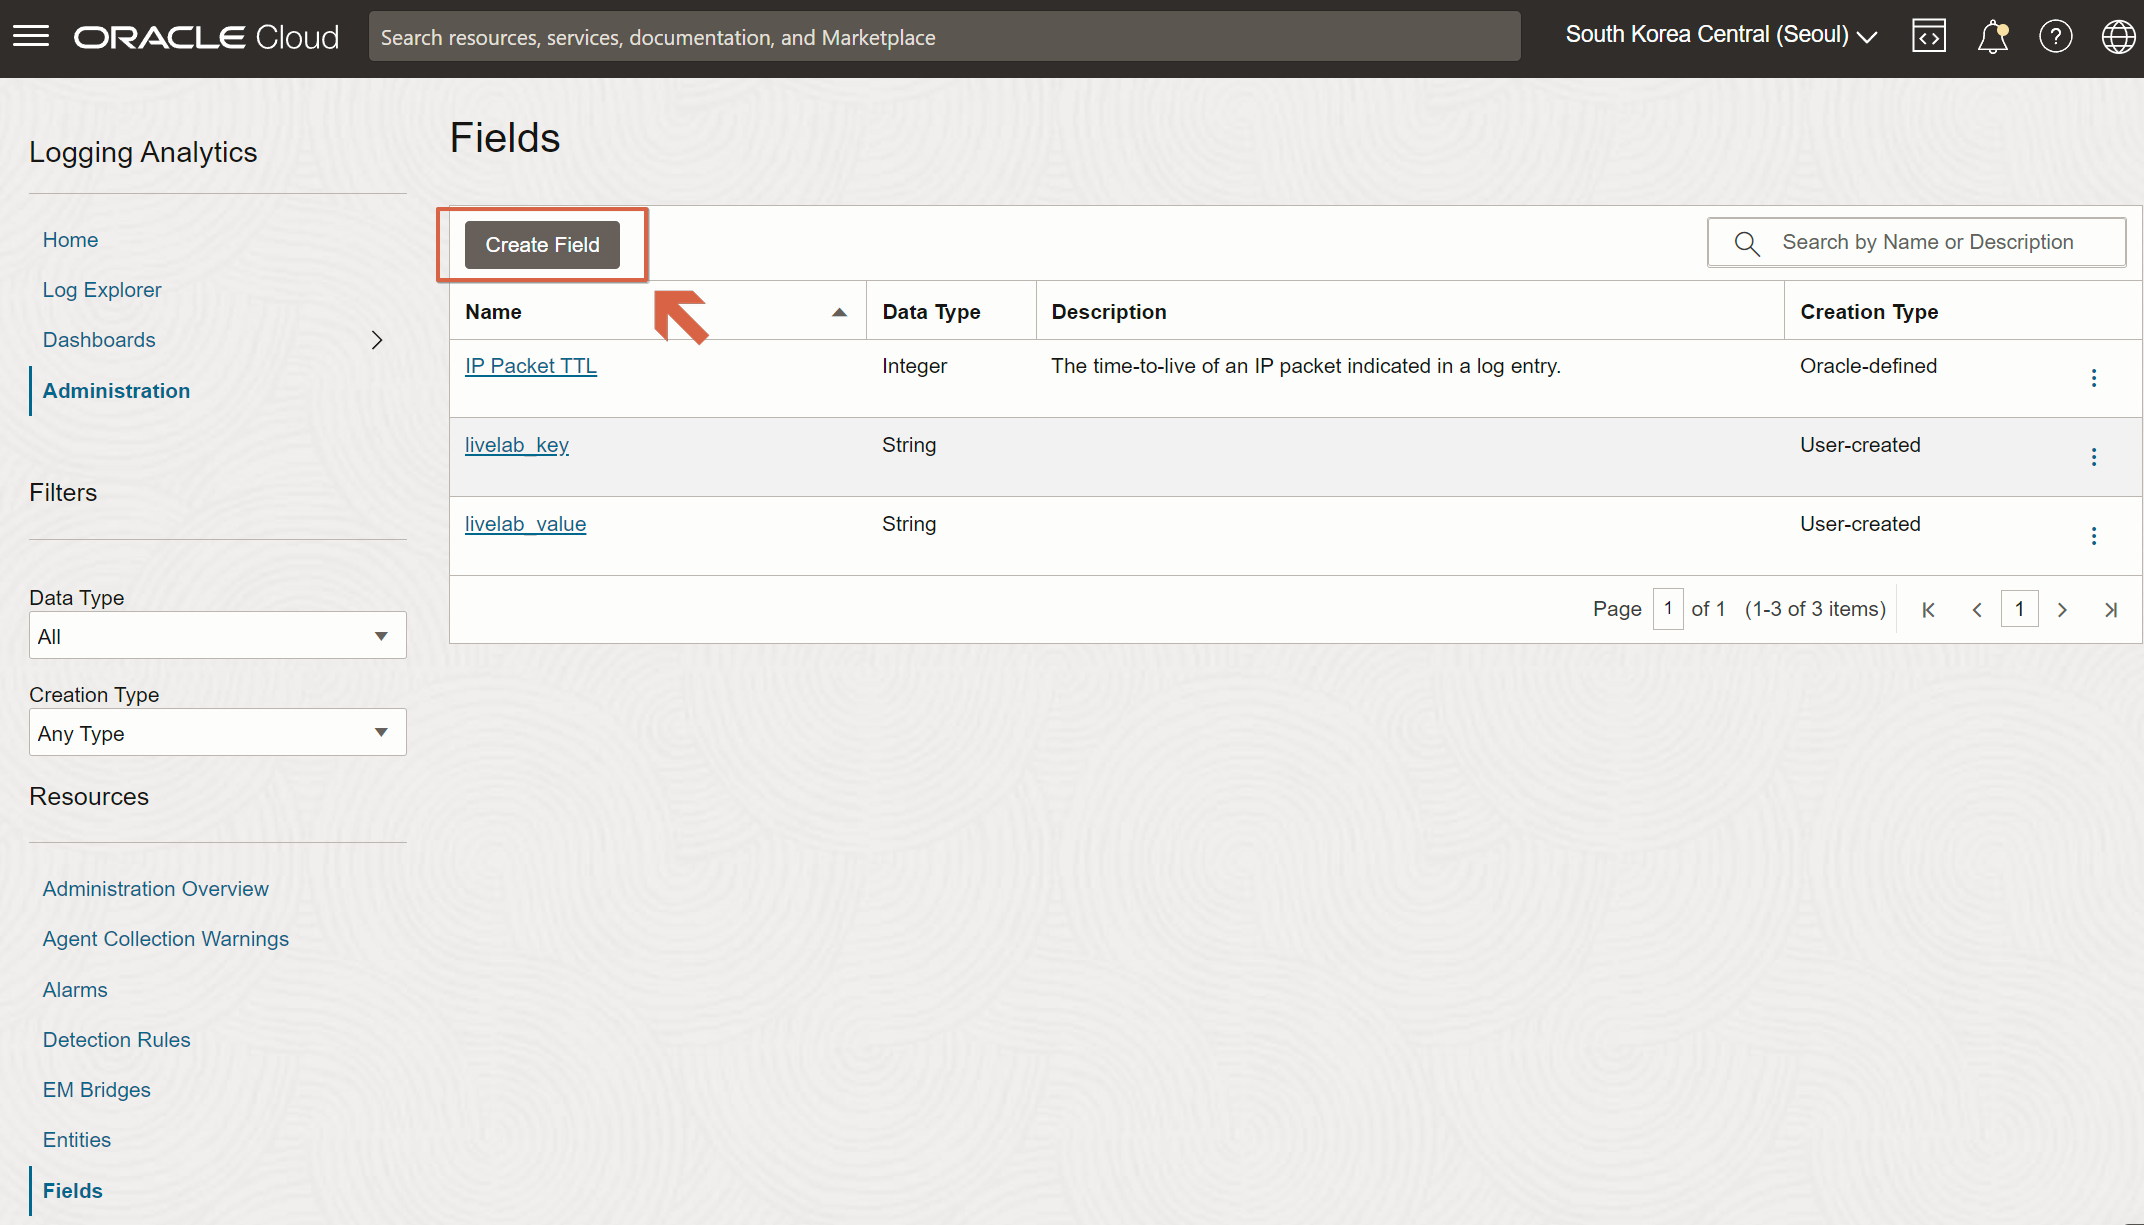 ORACLE Cloud
Search resources, services, documentation, and Marketplace
South Korea Central (Seoul)
Logging Analytics
Home
Log Explorer
Dashboards
Administration
Filters
Data Type
All
Creation Type
Any Type
Resources
Administration Overview
Agent Collection Warnings
Alarms
Detection Rules
EM Bridges
Entities
Fields
Fields
Create Field
Search by Name or Description
Name Data Type Description Creation Type
IP Packet TTL Integer The time-to-live of an IP packet indicated in a log entry. Oracle-defined
livelab_key String User-created
livelab_value String User-created
Page 1 of 1 (1-3 of 3 items) 1